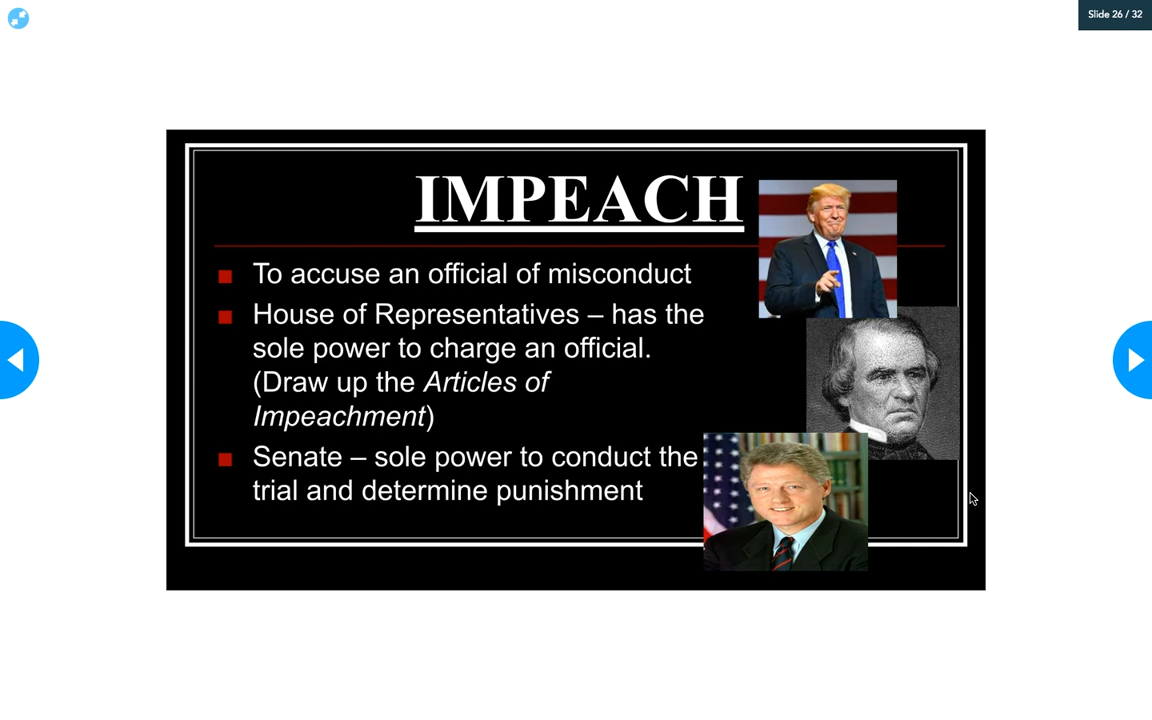 Slide 26 / 32
IMPEACH
To accuse an official of misconduct
House of Representatives – has the
sole power to charge an official.
(Draw up the Articles of
Impeachment)
Senate – sole power to conduct the
trial and determine punishment